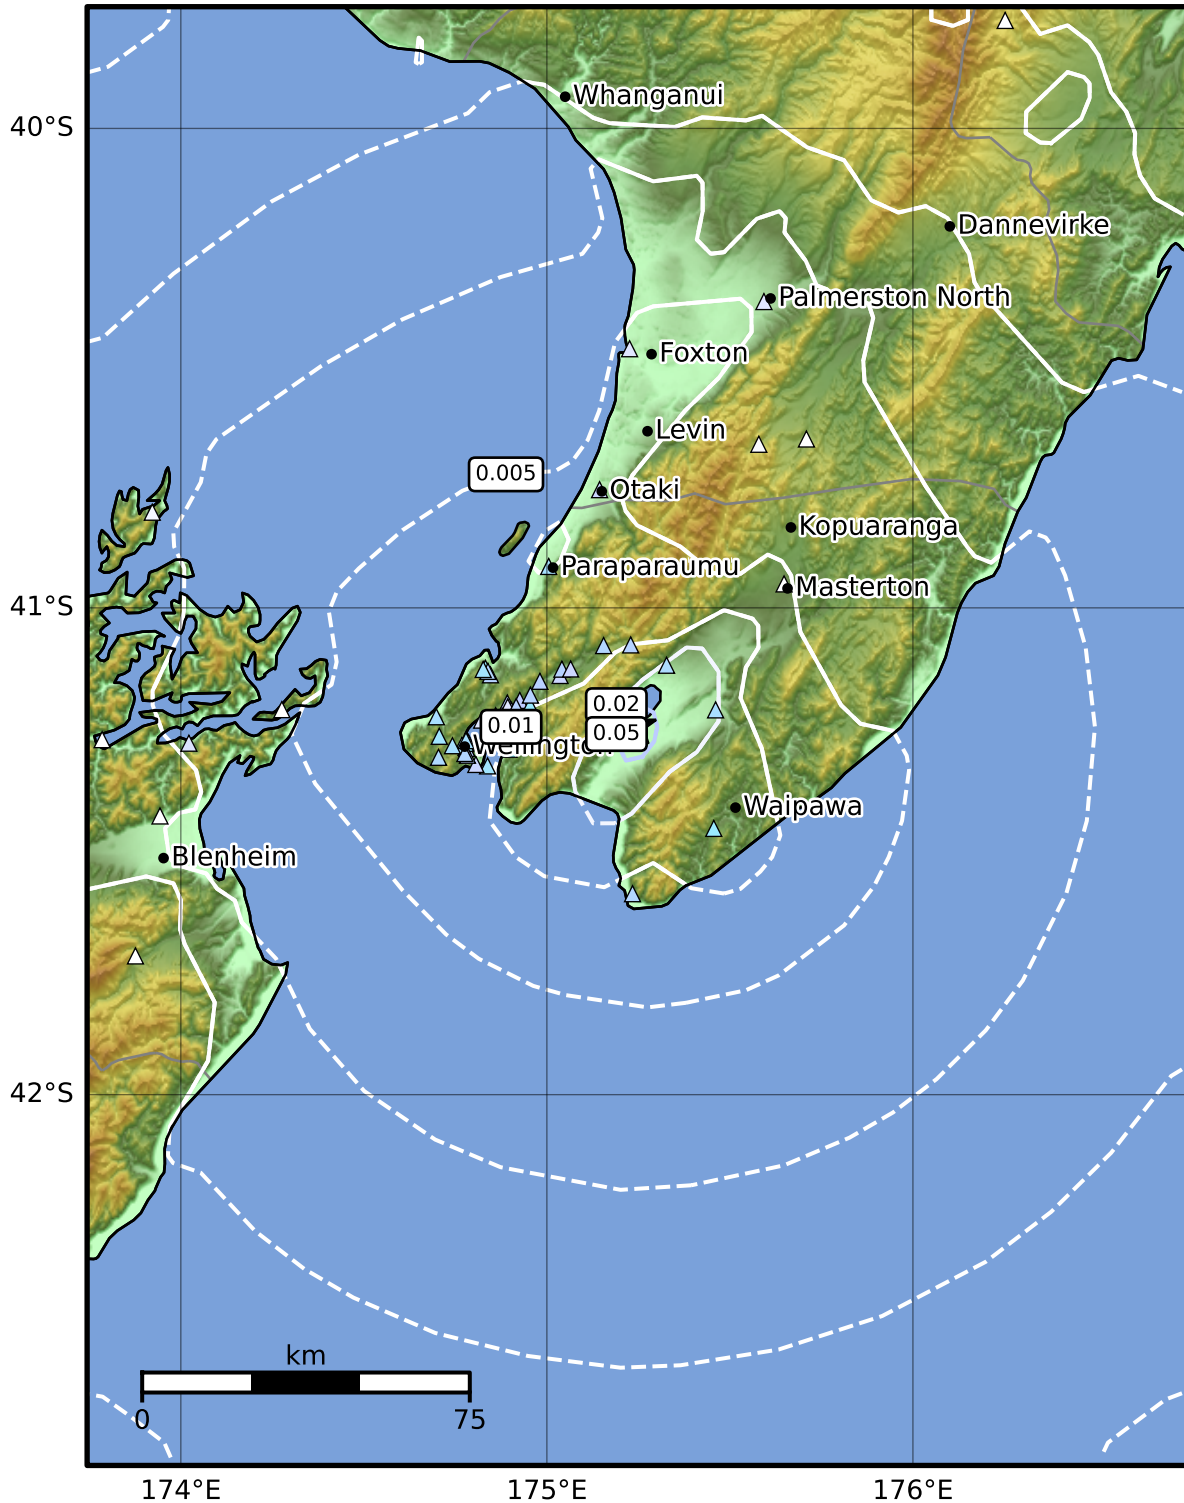 Whanganui
40°S
Dannevirke
Palmerston North
Foxton
Levin
0.005
Otaki
Kopuaranga
Paraparaumu
Masterton
41°S
0.02
0.01
0.05
Wellington
Waipawa
Blenheim
42°S
km
0 75
174°E 175°E 176°E